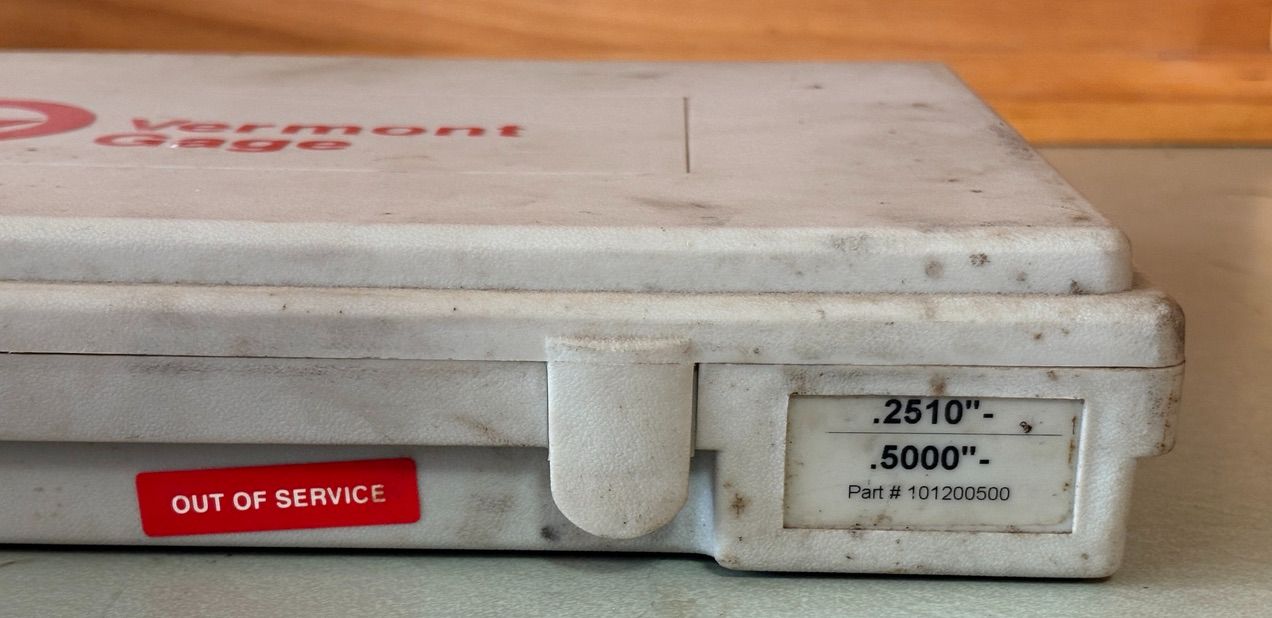 Vermont
Gage
.2510"-
.5000"-
Part # 101200500
OUT OF SERVICE